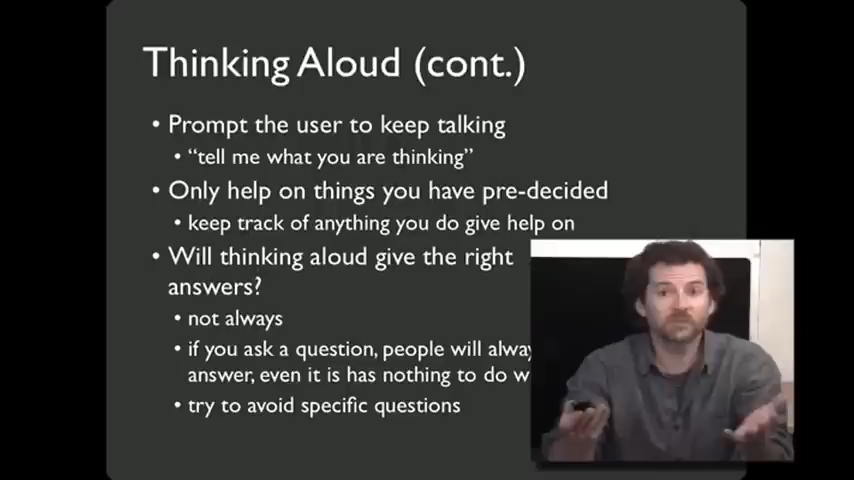 Thinking Aloud (cont.)
• Prompt the user to keep talking
• “tell me what you are thinking”
• Only help on things you have pre-decided
• keep track of anything you do give help on
• Will thinking aloud give the right
answers?
• not always
• if you ask a question, people will alway
answer, even it is has nothing to do w
• try to avoid specific questions